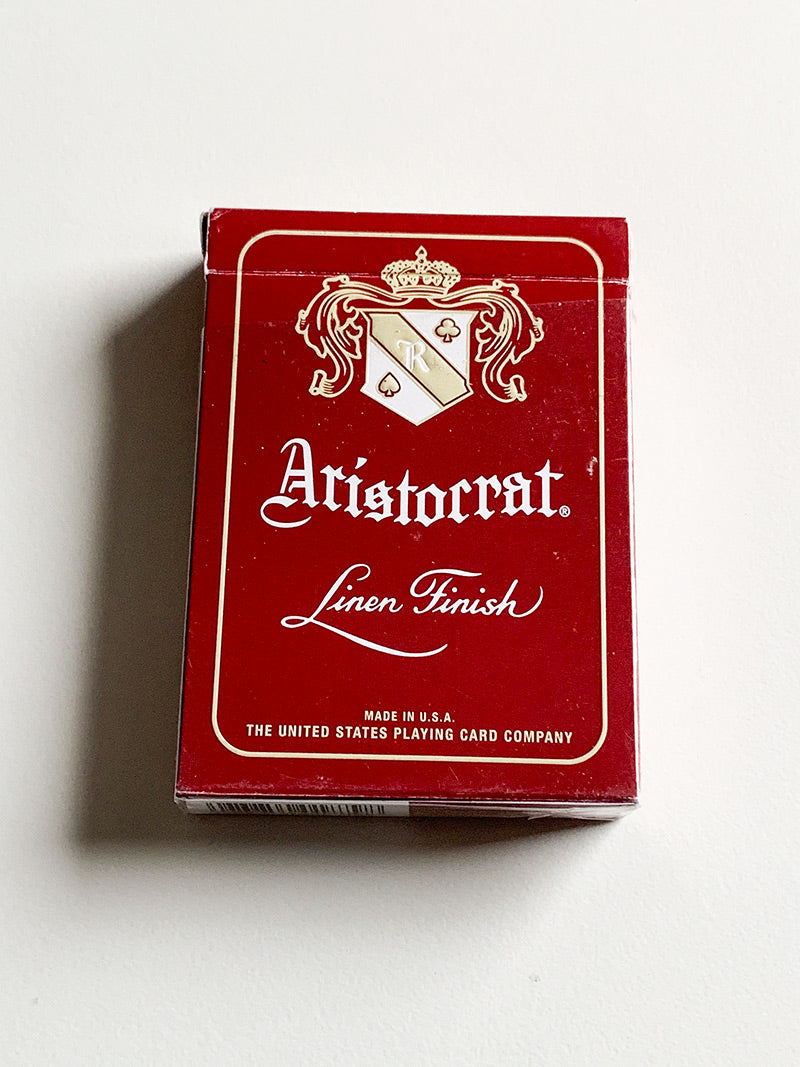 R
Aristocrat®
Linen Finish
MADE IN U.S.A.
THE UNITED STATES PLAYING CARD COMPANY